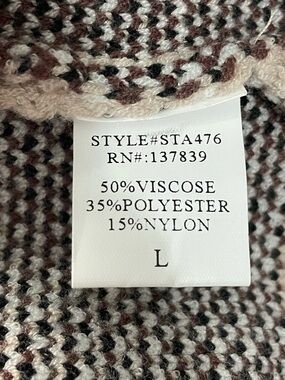 STYLE#STA476
RN#:137839
50%VISCOSE
35%POLYESTER
15%NYLON
L